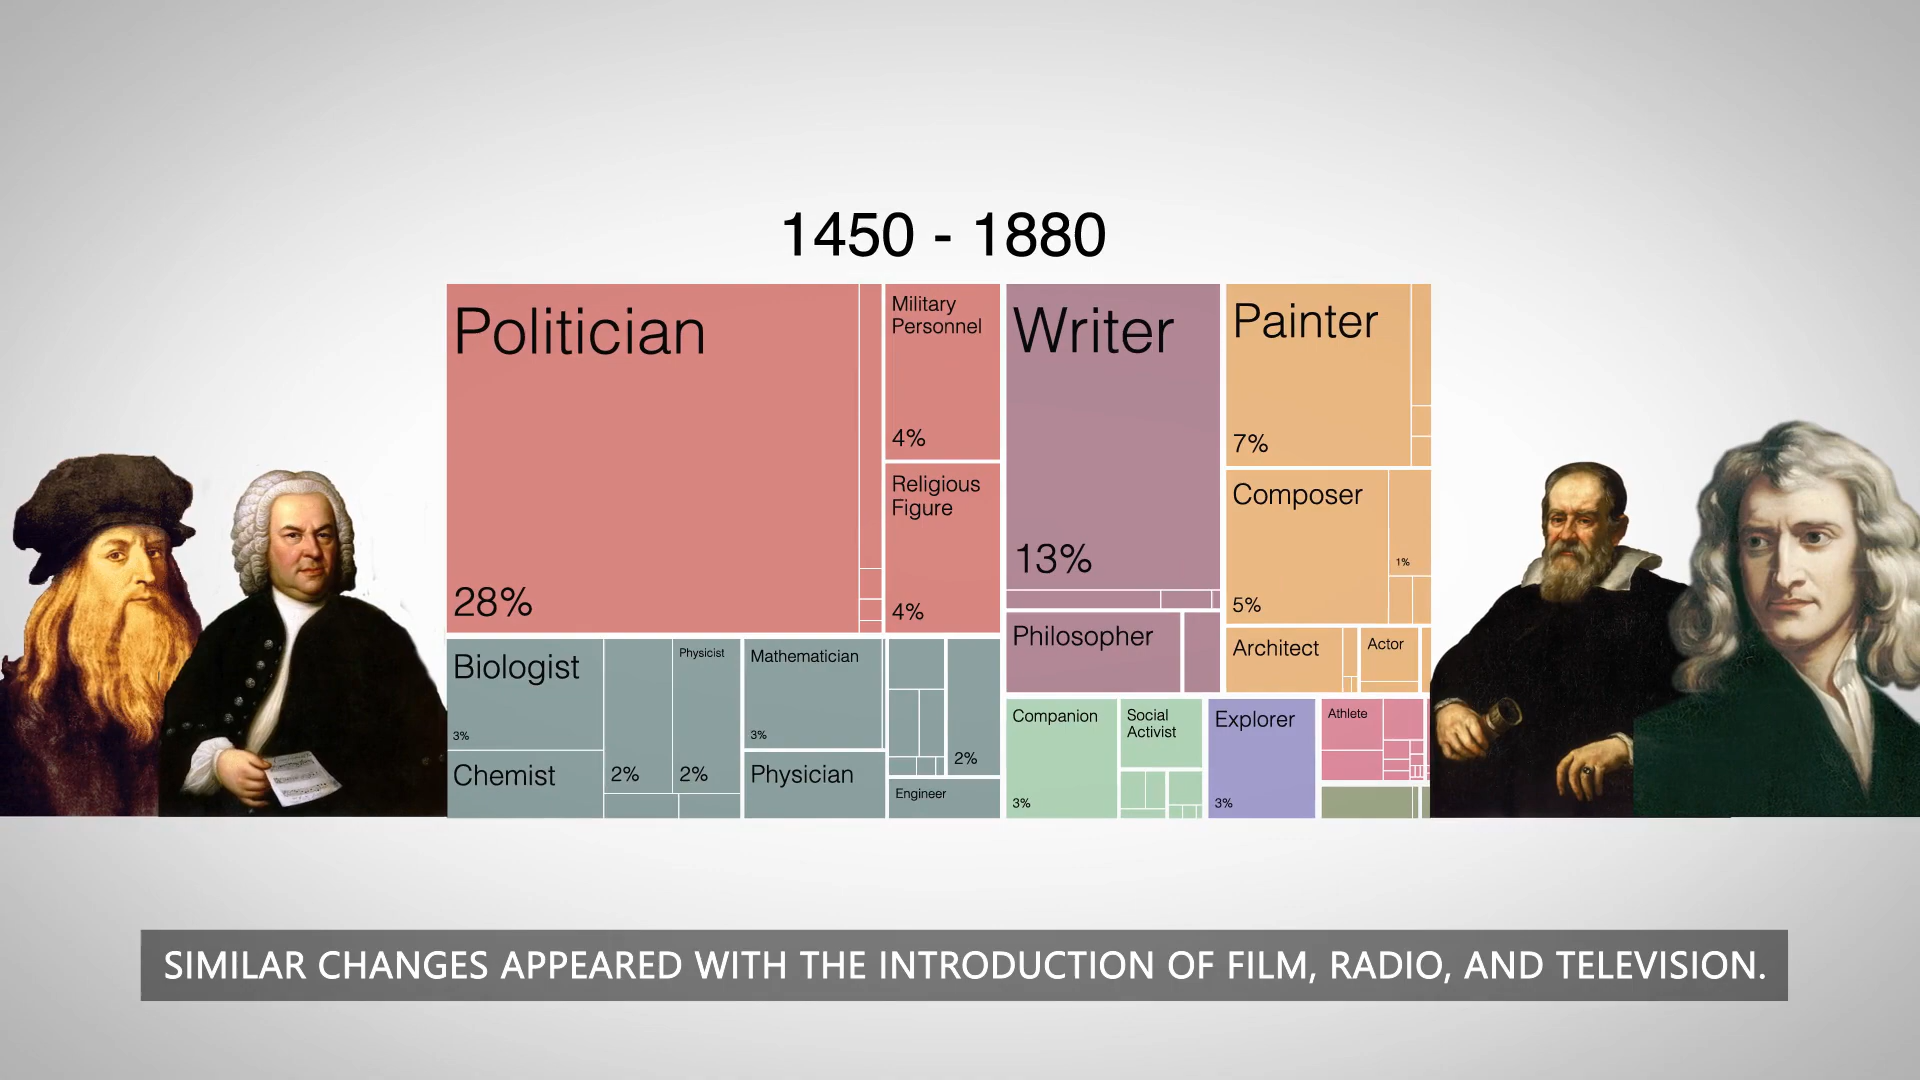 1450 - 1880
Politician
28%
Military
Personnel
4%
Religious
Figure
4%
Writer
13%
Philosopher
Painter
7%
Composer
5%
1%
Architect
Actor
Biologist
3%
Chemist
2%
Physicist
2%
Mathematician
3%
Physician
2%
Engineer
Companion
3%
Social
Activist
Explorer
3%
Athlete
SIMILAR CHANGES APPEARED WITH THE INTRODUCTION OF FILM, RADIO, AND TELEVISION.